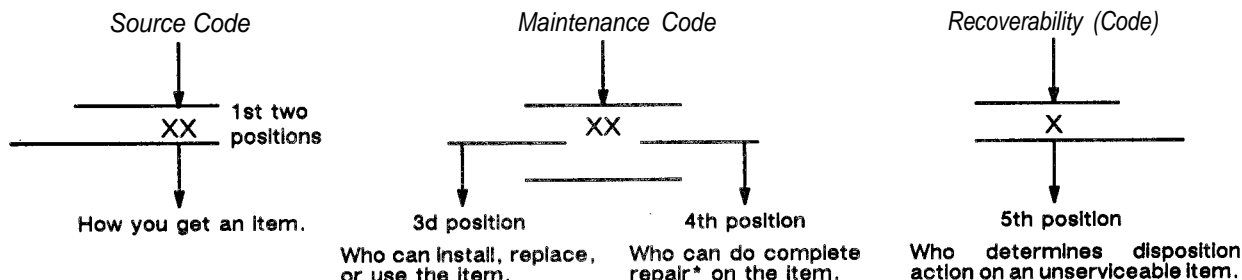 Source Code
Maintenance Code
Recoverability (Code)
XX
1st two
positions
XX
X
How you get an item.
3d position
4th position
5th position
Who can install, replace,
or use the item.
Who can do complete
repair* on the item.
Who determines disposition
action on an unserviceable item.